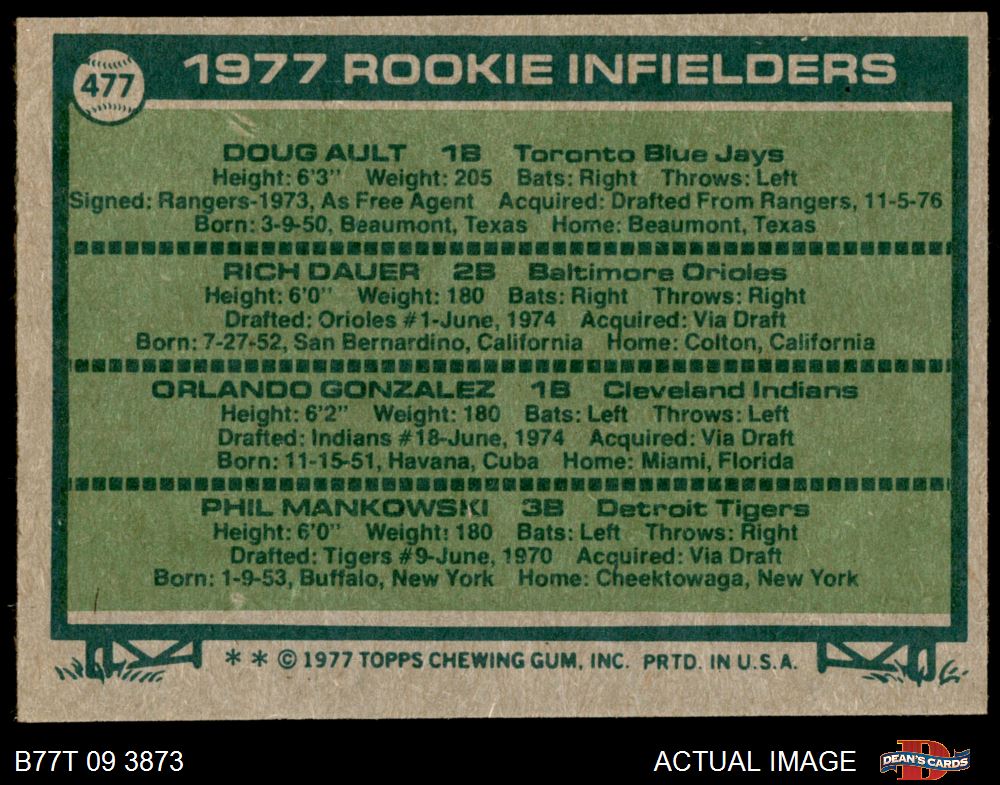 477
1977 ROOKIE INFIELDERS
DOUG AULT 1B Toronto Blue Jays
Height: 6'3" Weight: 205 Bats: Right Throws: Left
Signed: Rangers-1973, As Free Agent Acquired: Drafted From Rangers, 11-5-76
Born: 3-9-50, Beaumont, Texas Home: Beaumont, Texas
RICH DAUER 2B Baltimore Orioles
Height: 6'0" Weight: 180 Bats: Right Throws: Right
Drafted: Orioles #1-June, 1974 Acquired: Via Draft
Born: 7-27-52, San Bernardino, California Home: Colton, California
ORLANDO GONZALEZ 1B Cleveland Indians
Height: 6'2" Weight: 180 Bats: Left Throws: Left
Drafted: Indians #18-June, 1974 Acquired: Via Draft
Born: 11-15-51, Havana, Cuba Home: Miami, Florida
PHIL MANKOWSKI 3B Detroit Tigers
Height: 6'0" Weight: 180 Bats: Left Throws: Right
Drafted: Tigers #9-June, 1970 Acquired: Via Draft
Born: 1-9-53, Buffalo, New York Home: Cheektowaga, New York
* * © 1977 TOPPS CHEWING GUM, INC. PRTD. IN U.S.A.
B77T 09 3873 ACTUAL IMAGE
D
DEAN'S CARDS